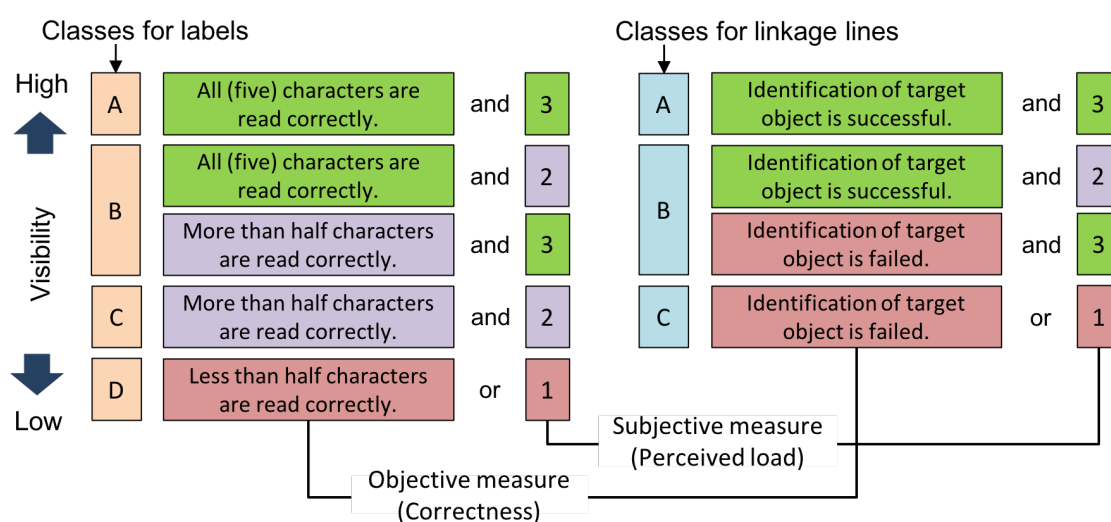 Classes for labels
High
Visibility
Low
A
All (five) characters are
read correctly.
and
3
B
All (five) characters are
read correctly.
and
2
More than half characters
are read correctly.
and
3
C
More than half characters
are read correctly.
and
2
D
Less than half characters
are read correctly.
or
1
Classes for linkage lines
A
Identification of target
object is successful.
and
3
B
Identification of target
object is successful.
and
2
Identification of target
object is failed.
and
3
C
Identification of target
object is failed.
or
1
Subjective measure
(Perceived load)
Objective measure
(Correctness)